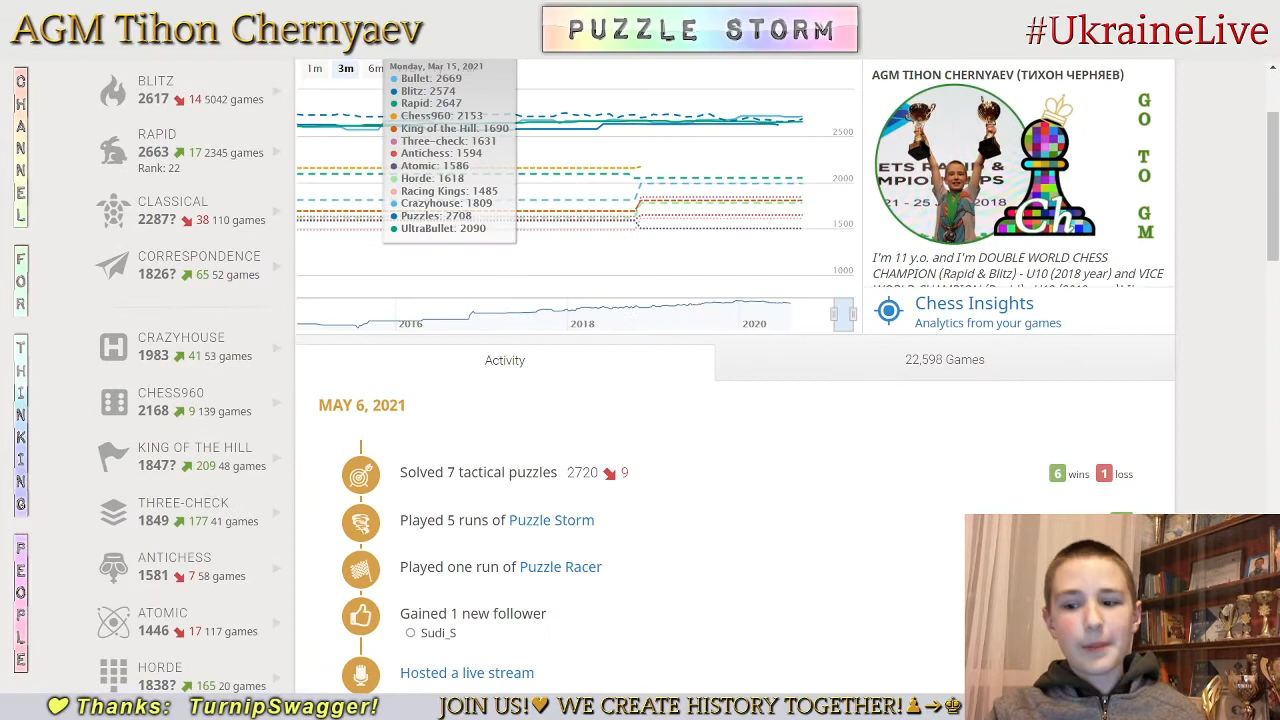 AGM Tihon Chernyaev
PUZZLE STORM
#UkraineLive
CHANNEL
FOR
THINKING
PEOPLE
BLITZ
2617 14 5042 games
RAPID
2663 17 2345 games
Rank: 22
CLASSICAL
2287? 38 110 games
CORRESPONDENCE
1826? 65 52 games
CRAZYHOUSE
1983 41 53 games
CHESS960
2168 9 139 games
KING OF THE HILL
1847? 209 48 games
THREE-CHECK
1849 177 41 games
ANTICHESS
1581 7 58 games
ATOMIC
1446 17 117 games
HORDE
1838? 165 20 games
1m 3m 6m
Monday, Mar 15, 2021
Bullet: 2669
Blitz: 2574
Rapid: 2647
Chess960: 2153
King of the Hill: 1690
Three-check: 1631
Antichess: 1594
Atomic: 1586
Horde: 1618
Racing Kings: 1485
Crazyhouse: 1809
Puzzles: 2708
UltraBullet: 2090
2500
2000
1500
1000
2016 2018 2020
AGM TIHON CHERNYAEV (ТИХОН ЧЕРНЯЕВ)
ETS RAPID &
MPIONSHIPS
21 - 25 2018
Ch
GO
TO
GM
I'm 11 y.o. and I'm DOUBLE WORLD CHESS
CHAMPION (Rapid & Blitz) - U10 (2018 year) and VICE
Chess Insights
Analytics from your games
Activity
22,598 Games
MAY 6, 2021
Solved 7 tactical puzzles 2720 9
6 wins 1 loss
Played 5 runs of Puzzle Storm
Played one run of Puzzle Racer
Gained 1 new follower
Sudi_S
Hosted a live stream
Thanks: TurnipSwagger!
JOIN US! WE CREATE HISTORY TOGETHER!